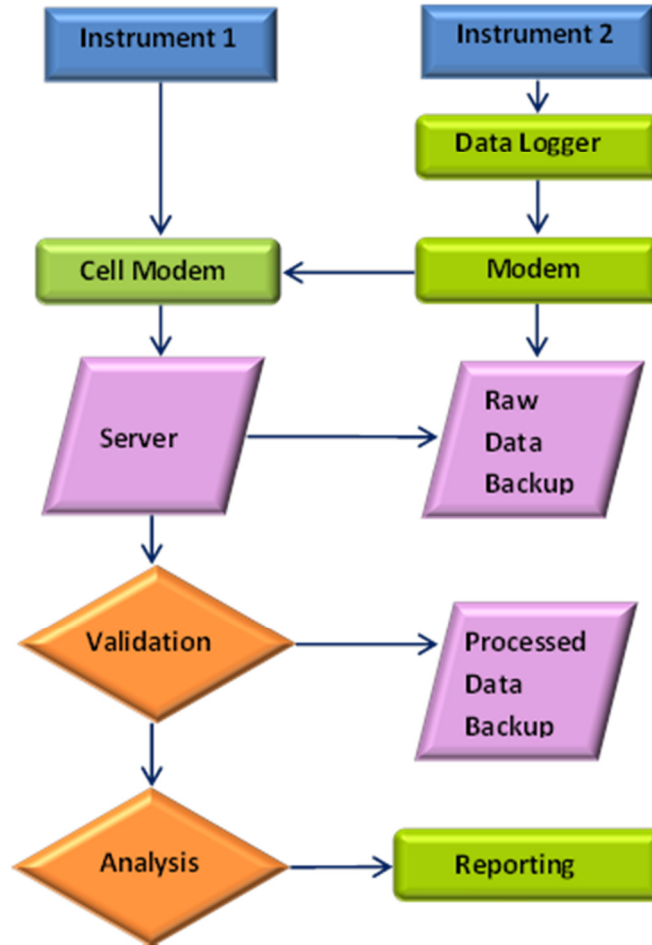 Instrument 1
Instrument 2
Data Logger
Cell Modem
Modem
Server
Raw
Data
Backup
Validation
Processed
Data
Backup
Analysis
Reporting